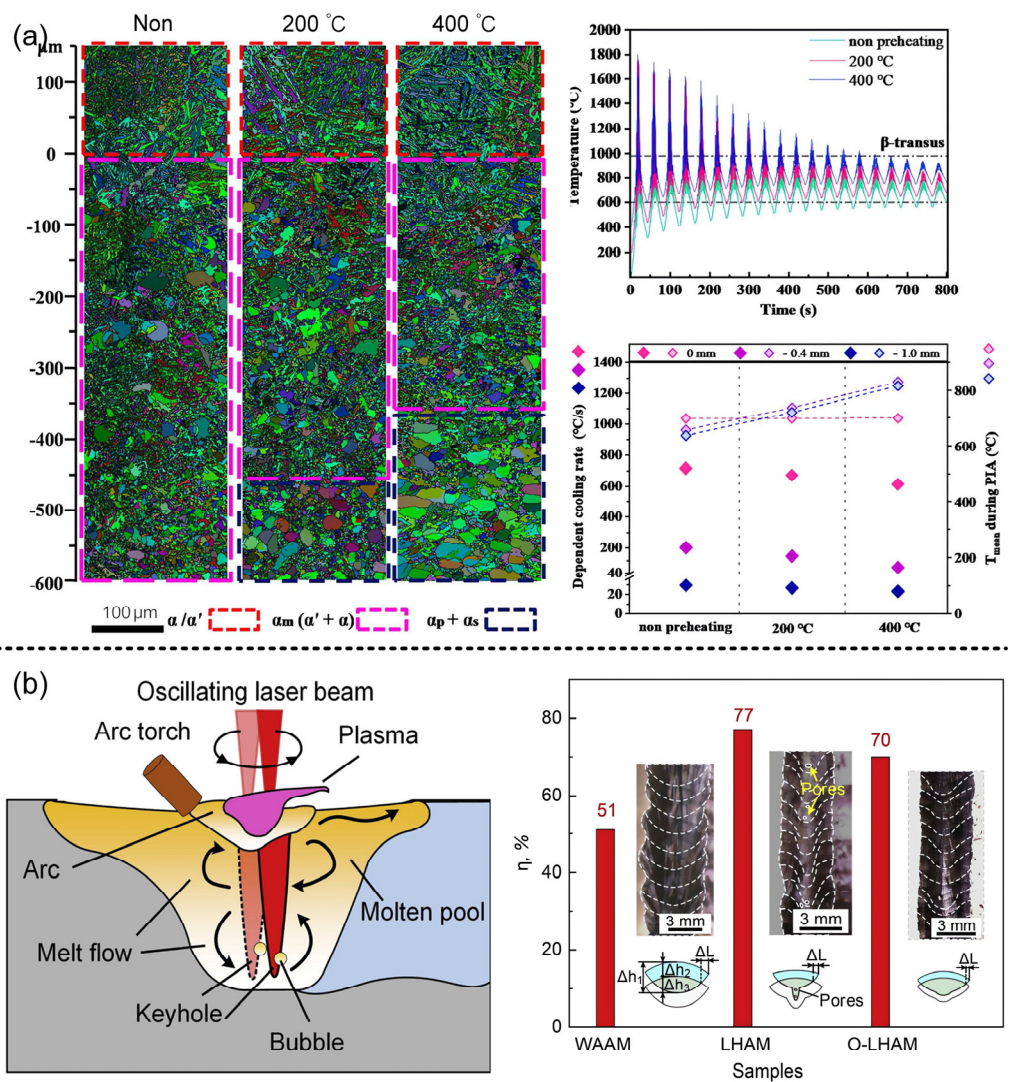 (a)
Non
200 °C
400 °C
μm
100
0
-100
-200
-300
-400
-500
-600
100 μm
α /α'
αm (α' + α)
αp + αs
2000
1800
1600
1400
1200
1000
800
600
400
200
Temperature (°C)
non preheating
200 °C
400 °C
β-transus
0 100 200 300 400 500 600 700 800
Time (s)
0 mm
- 0.4 mm
- 1.0 mm
1400
1200
1000
800
600
400
200
40
20
0
Dependent cooling rate (°C/s)
800
600
400
200
0
Tmean during PIA (°C)
non preheating
200 °C
400 °C
(b)
Oscillating laser beam
Arc torch
Plasma
Arc
Melt flow
Molten pool
Keyhole
Bubble
80
60
40
20
0
η, %
51
77
70
Pores
3 mm
3 mm
3 mm
ΔL
Δh1
Δh2
Δh3
ΔL
Pores
ΔL
WAAM
LHAM
O-LHAM
Samples